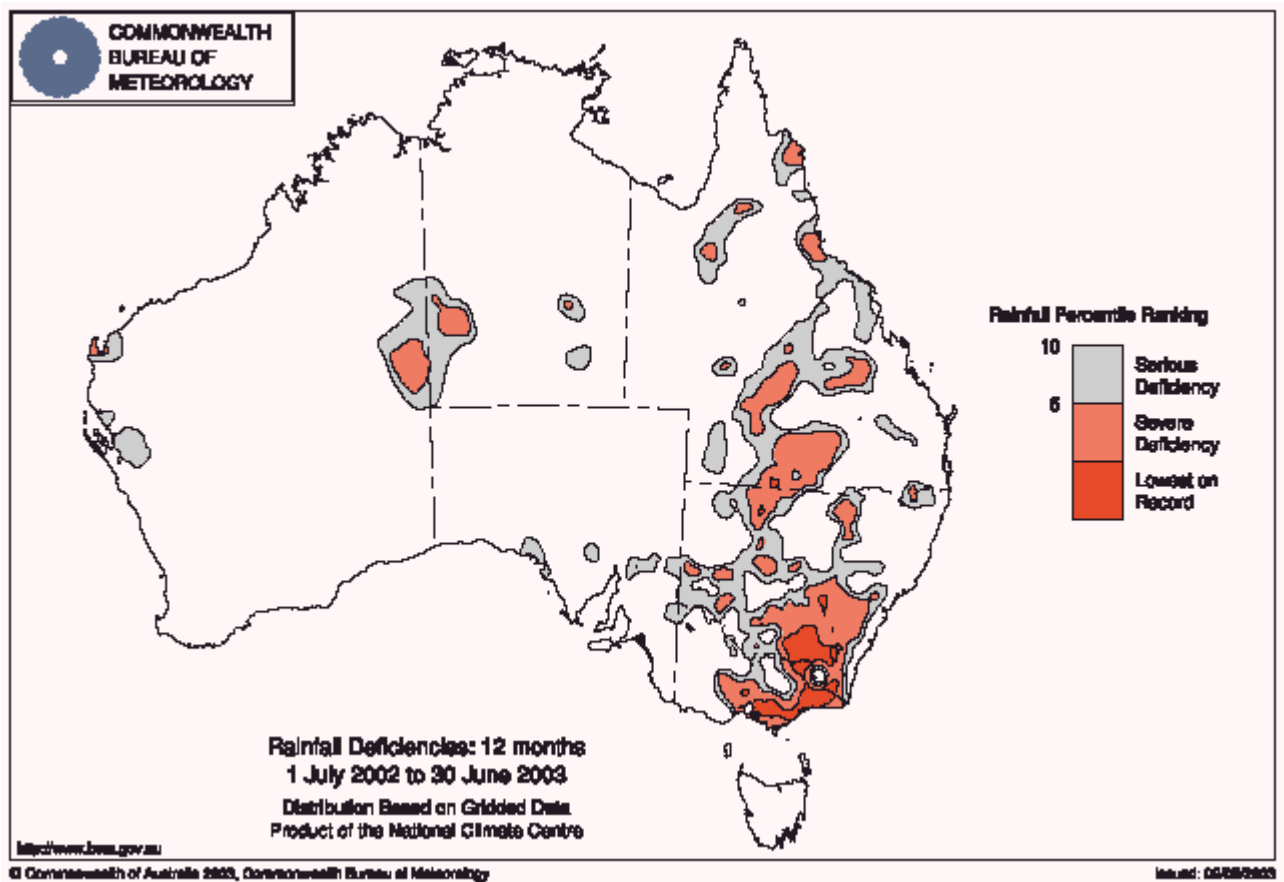 COMMONWEALTH
BUREAU OF
METEOROLOGY
Rainfall Percentile Ranking
10
Serious
Deficiency
5
Severe
Deficiency
Lowest on
Record
Rainfall Deficiencies: 12 months
1 July 2002 to 30 June 2003
Distribution Based on Gridded Data
Product of the National Climate Centre
http://www.bom.gov.au
© Commonwealth of Australia 2003, Commonwealth Bureau of Meteorology
Issued: